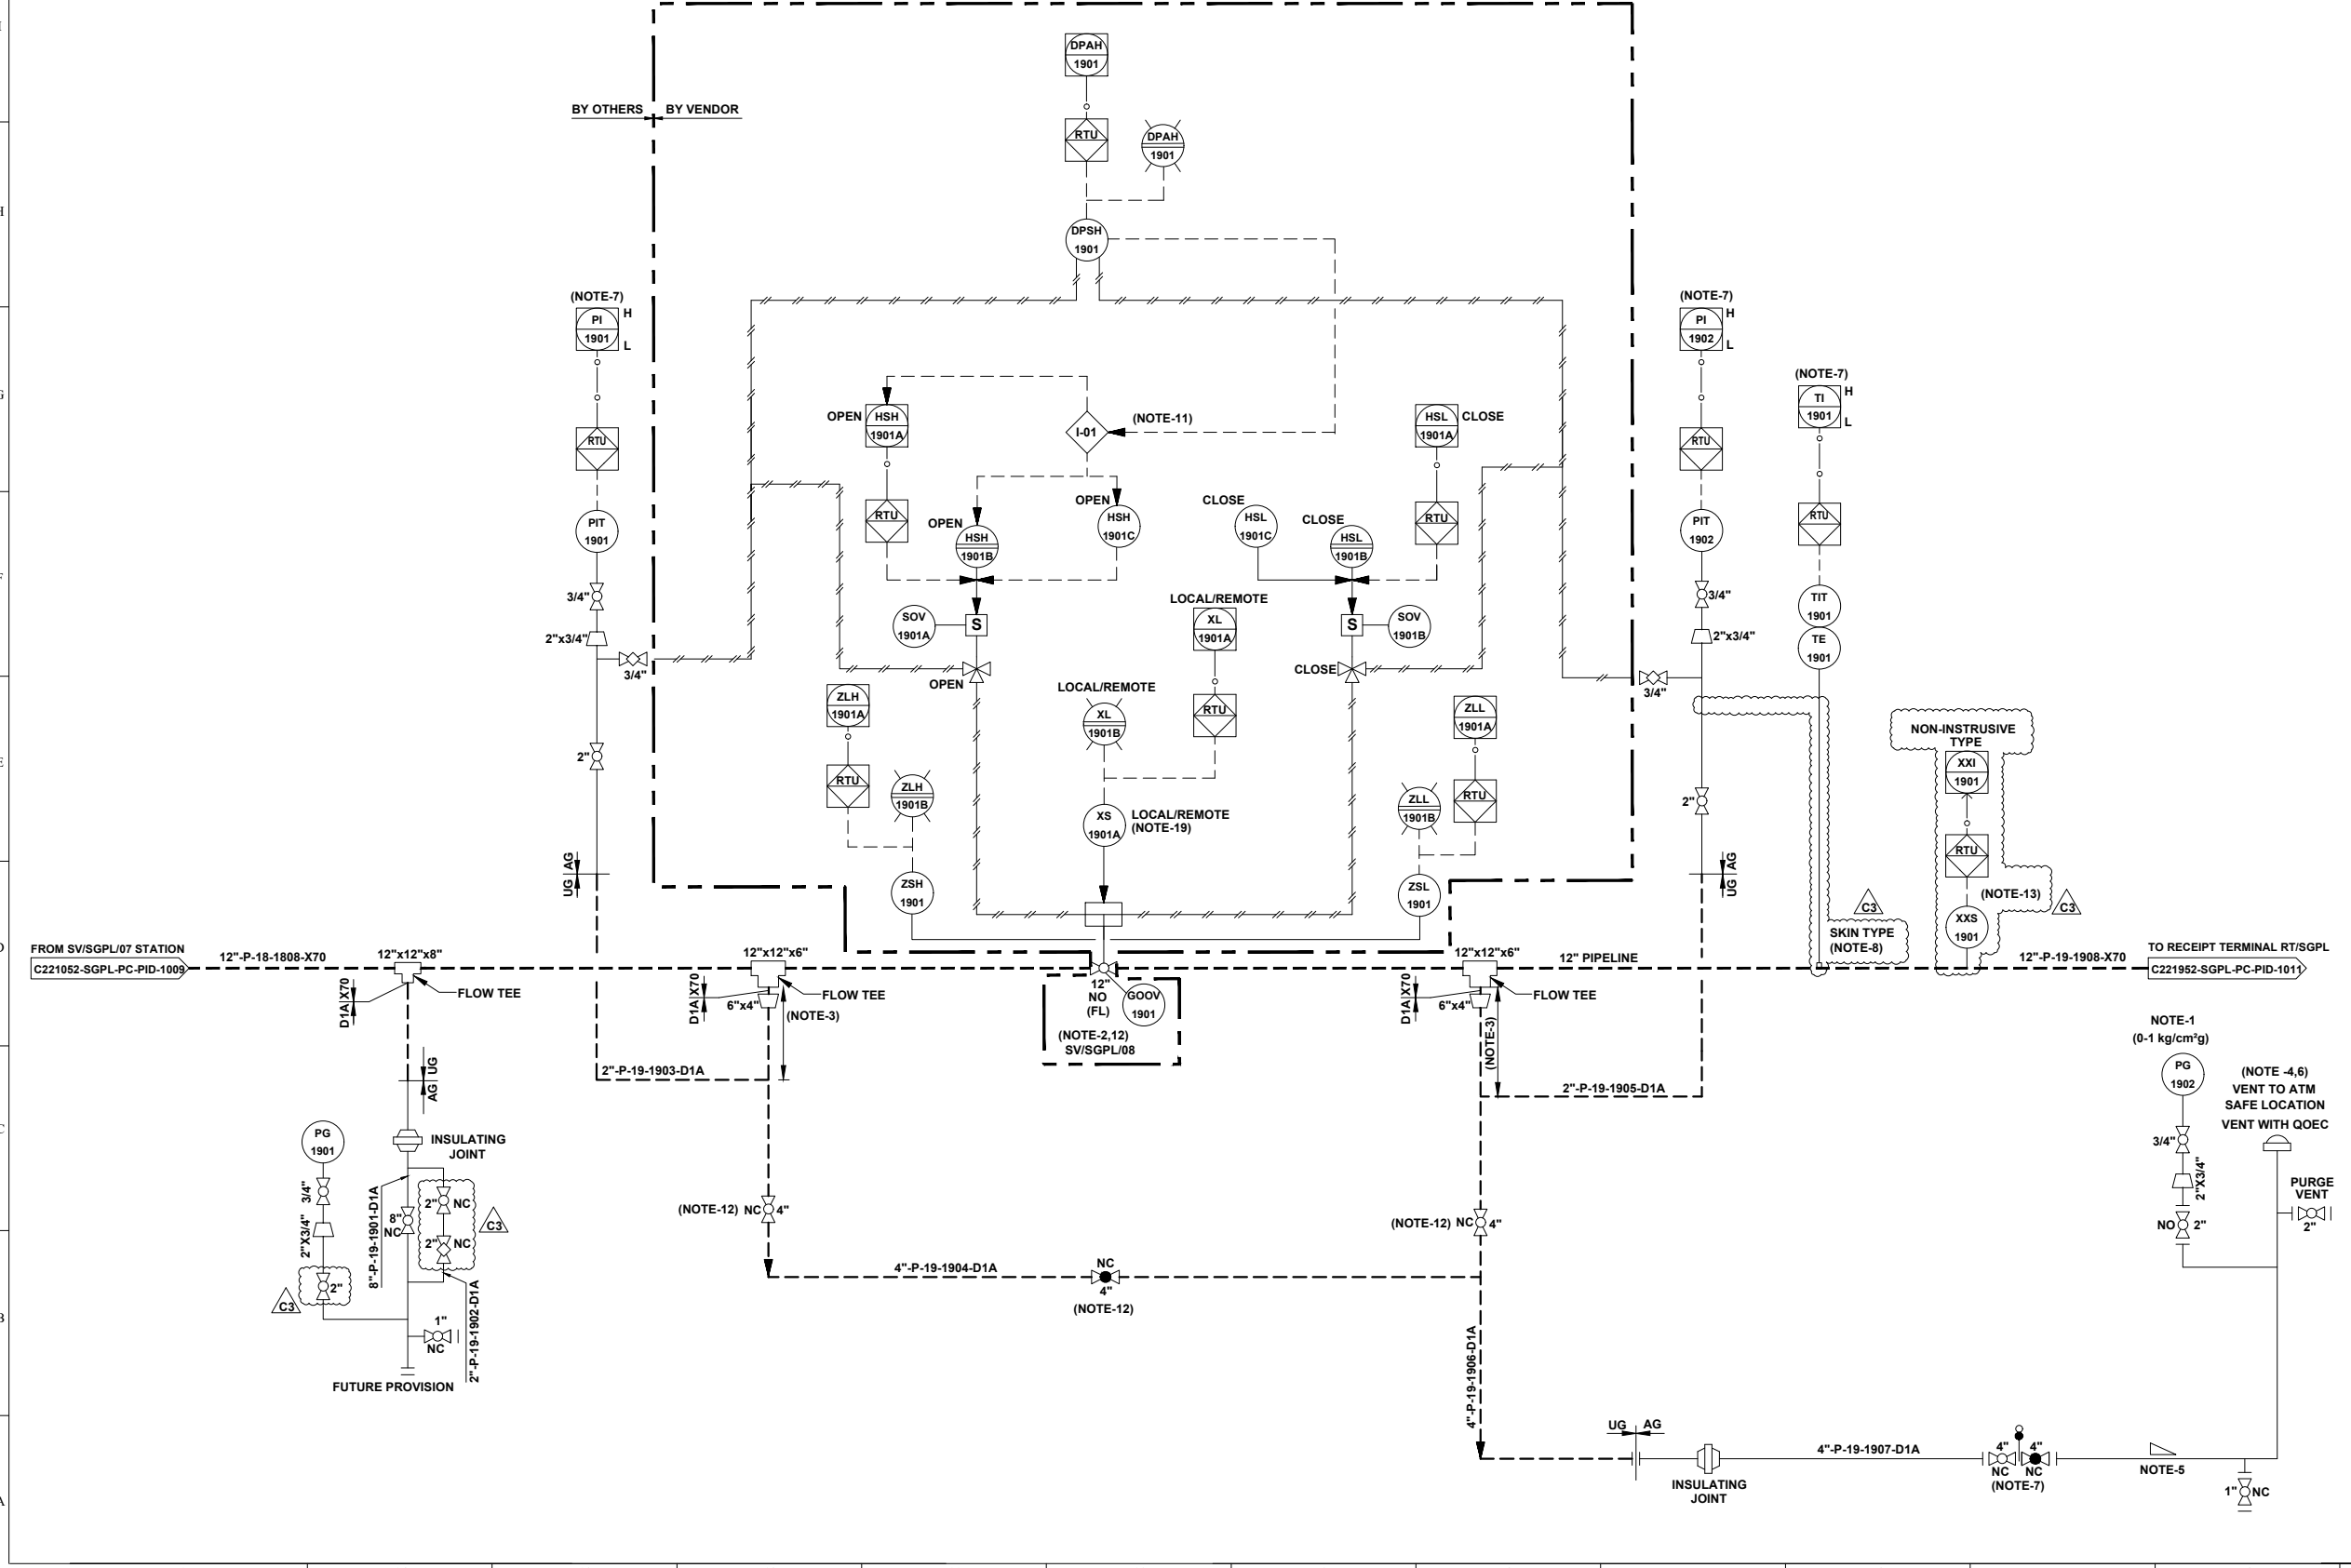 DPAH
1901
BY OTHERS
BY VENDOR
RTU
DPAH
1901
DPSH
1901
(NOTE-7)
PI
1901
H
L
RTU
PIT
1901
3/4"
2"x3/4"
3/4"
2"
UG
AG
OPEN
HSH
1901A
RTU
I-01
(NOTE-11)
OPEN
HSH
1901B
OPEN
HSH
1901C
HSL
1901A
CLOSE
RTU
CLOSE
HSL
1901C
CLOSE
HSL
1901B
SOV
1901A
S
OPEN
LOCAL/REMOTE
XL
1901A
RTU
S
SOV
1901B
CLOSE
ZLH
1901A
RTU
ZLH
1901B
LOCAL/REMOTE
XL
1901B
XS
1901A
LOCAL/REMOTE
(NOTE-19)
ZLL
1901A
RTU
ZLL
1901B
ZSH
1901
ZSL
1901
(NOTE-7)
PI
1902
H
L
RTU
PIT
1902
3/4"
2"x3/4"
3/4"
2"
UG
AG
(NOTE-7)
TI
1901
H
L
RTU
TIT
1901
TE
1901
C3
SKIN TYPE
(NOTE-8)
NON-INSTRUSIVE
TYPE
XXI
1901
RTU
(NOTE-13)
XXS
1901
C3
FROM SV/SGPL/07 STATION
C221052-SGPL-PC-PID-1009
12"-P-18-1808-X70
12"x12"x8"
FLOW TEE
D1A
X70
12"x12"x6"
FLOW TEE
D1A
X70
6"x4"
(NOTE-3)
12"
NO
(FL)
GOOV
1901
(NOTE-2,12)
SV/SGPL/08
12"x12"x6"
FLOW TEE
D1A
X70
6"x4"
(NOTE-3)
12" PIPELINE
12"-P-19-1908-X70
TO RECEIPT TERMINAL RT/SGPL
C221952-SGPL-PC-PID-1011
2"-P-19-1903-D1A
2"-P-19-1905-D1A
AG
UG
INSULATING
JOINT
PG
1901
3/4"
2"X3/4"
2"
C3
8"-P-19-1901-D1A
8"
NC
2"
NC
2"
NC
C3
2"-P-19-1902-D1A
1"
NC
FUTURE PROVISION
(NOTE-12)
NC
4"
4"-P-19-1904-D1A
NC
4"
(NOTE-12)
(NOTE-12)
NC
4"
4"-P-19-1906-D1A
UG
AG
INSULATING
JOINT
4"-P-19-1907-D1A
4"
4"
NC
NC
(NOTE-7)
NOTE-5
1"
NC
NOTE-1
(0-1 kg/cm²g)
PG
1902
3/4"
2"X3/4"
NO
2"
(NOTE -4,6)
VENT TO ATM
SAFE LOCATION
VENT WITH QOEC
PURGE
VENT
2"